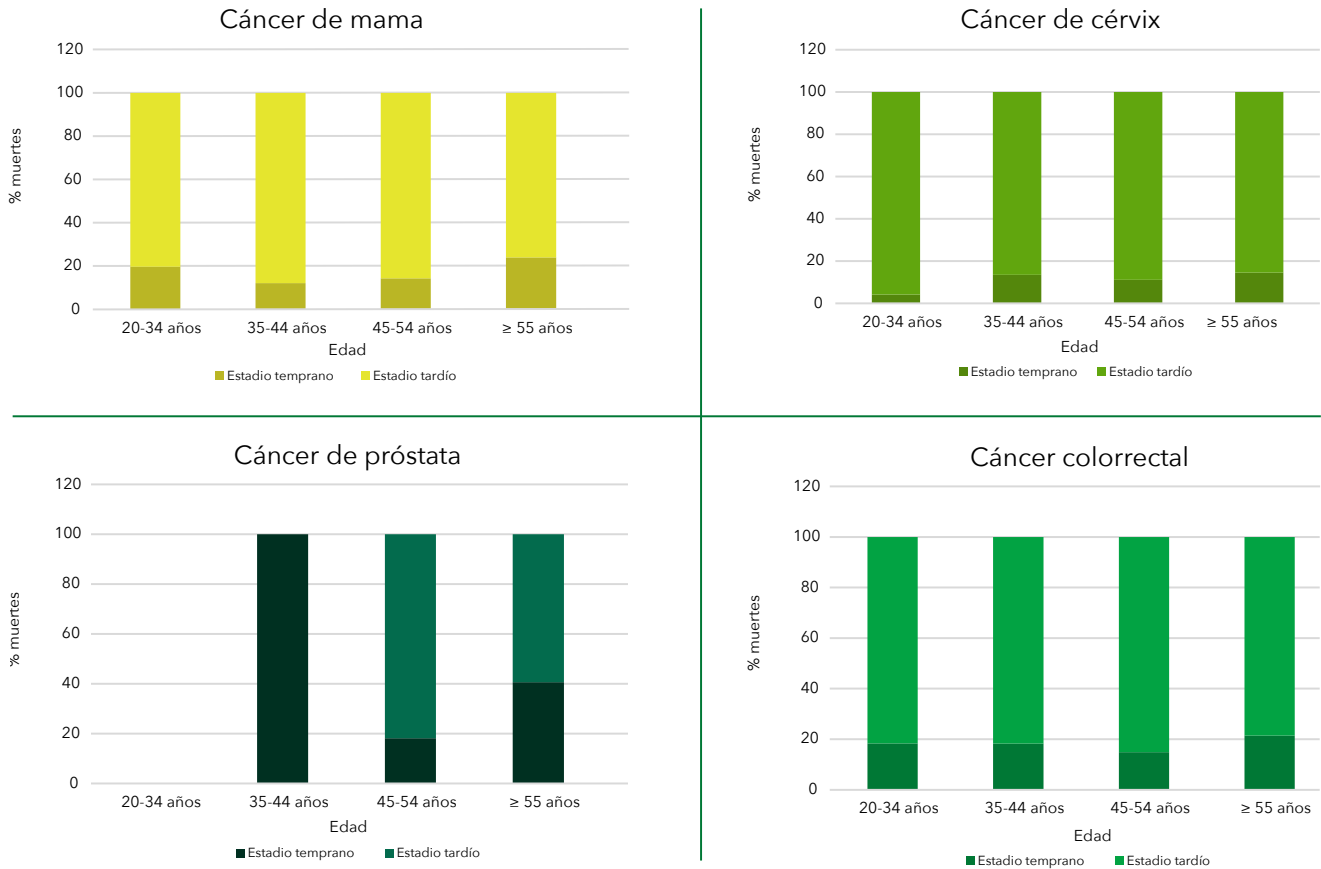 Cáncer de mama
120
100
80
60
40
20
0
% muertes
20-34 años 35-44 años 45-54 años ≥ 55 años
Edad
Estadio temprano Estadio tardío
Cáncer de cérvix
120
100
80
60
40
20
0
% muertes
20-34 años 35-44 años 45-54 años ≥ 55 años
Edad
Estadio temprano Estadio tardío
Cáncer de próstata
120
100
80
60
40
20
0
% muertes
20-34 años 35-44 años 45-54 años ≥ 55 años
Edad
Estadio temprano Estadio tardío
Cáncer colorrectal
120
100
80
60
40
20
0
% muertes
20-34 años 35-44 años 45-54 años ≥ 55 años
Edad
Estadio temprano Estadio tardío